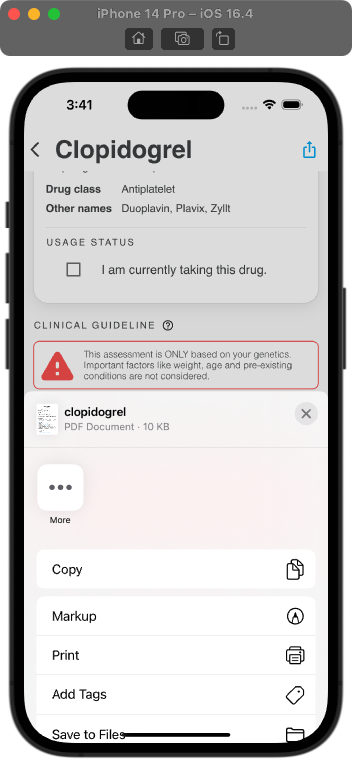 iPhone 14 Pro – iOS 16.4
3:41
Clopidogrel
Drug class Antiplatelet
Other names Duoplavin, Plavix, Zyllt
USAGE STATUS
I am currently taking this drug.
CLINICAL GUIDELINE
This assessment is ONLY based on your genetics.
Important factors like weight, age and pre-existing
conditions are not considered.
clopidogrel
PDF Document · 10 KB
More
Copy
Markup
Print
Add Tags
Save to Files